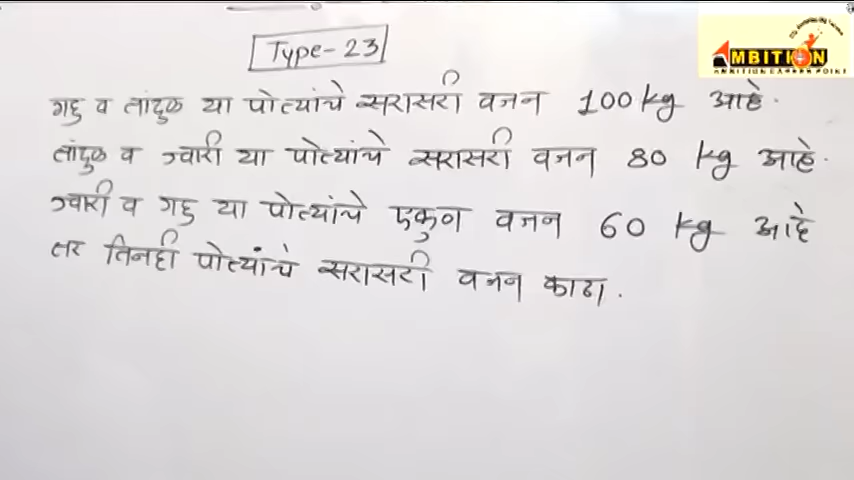 Type-23
AMBITION
गहु व तांदुळ या पोत्यांचे सरासरी वजन 100 kg आहे.
तांदुळ व ज्वारी या पोत्यांचे सरासरी वजन 80 kg आहे.
ज्वारी व गहु या पोत्यांचे एकुण वजन 60 kg आहे
तर तिनही पोत्यांचे सरासरी वजन काढा.